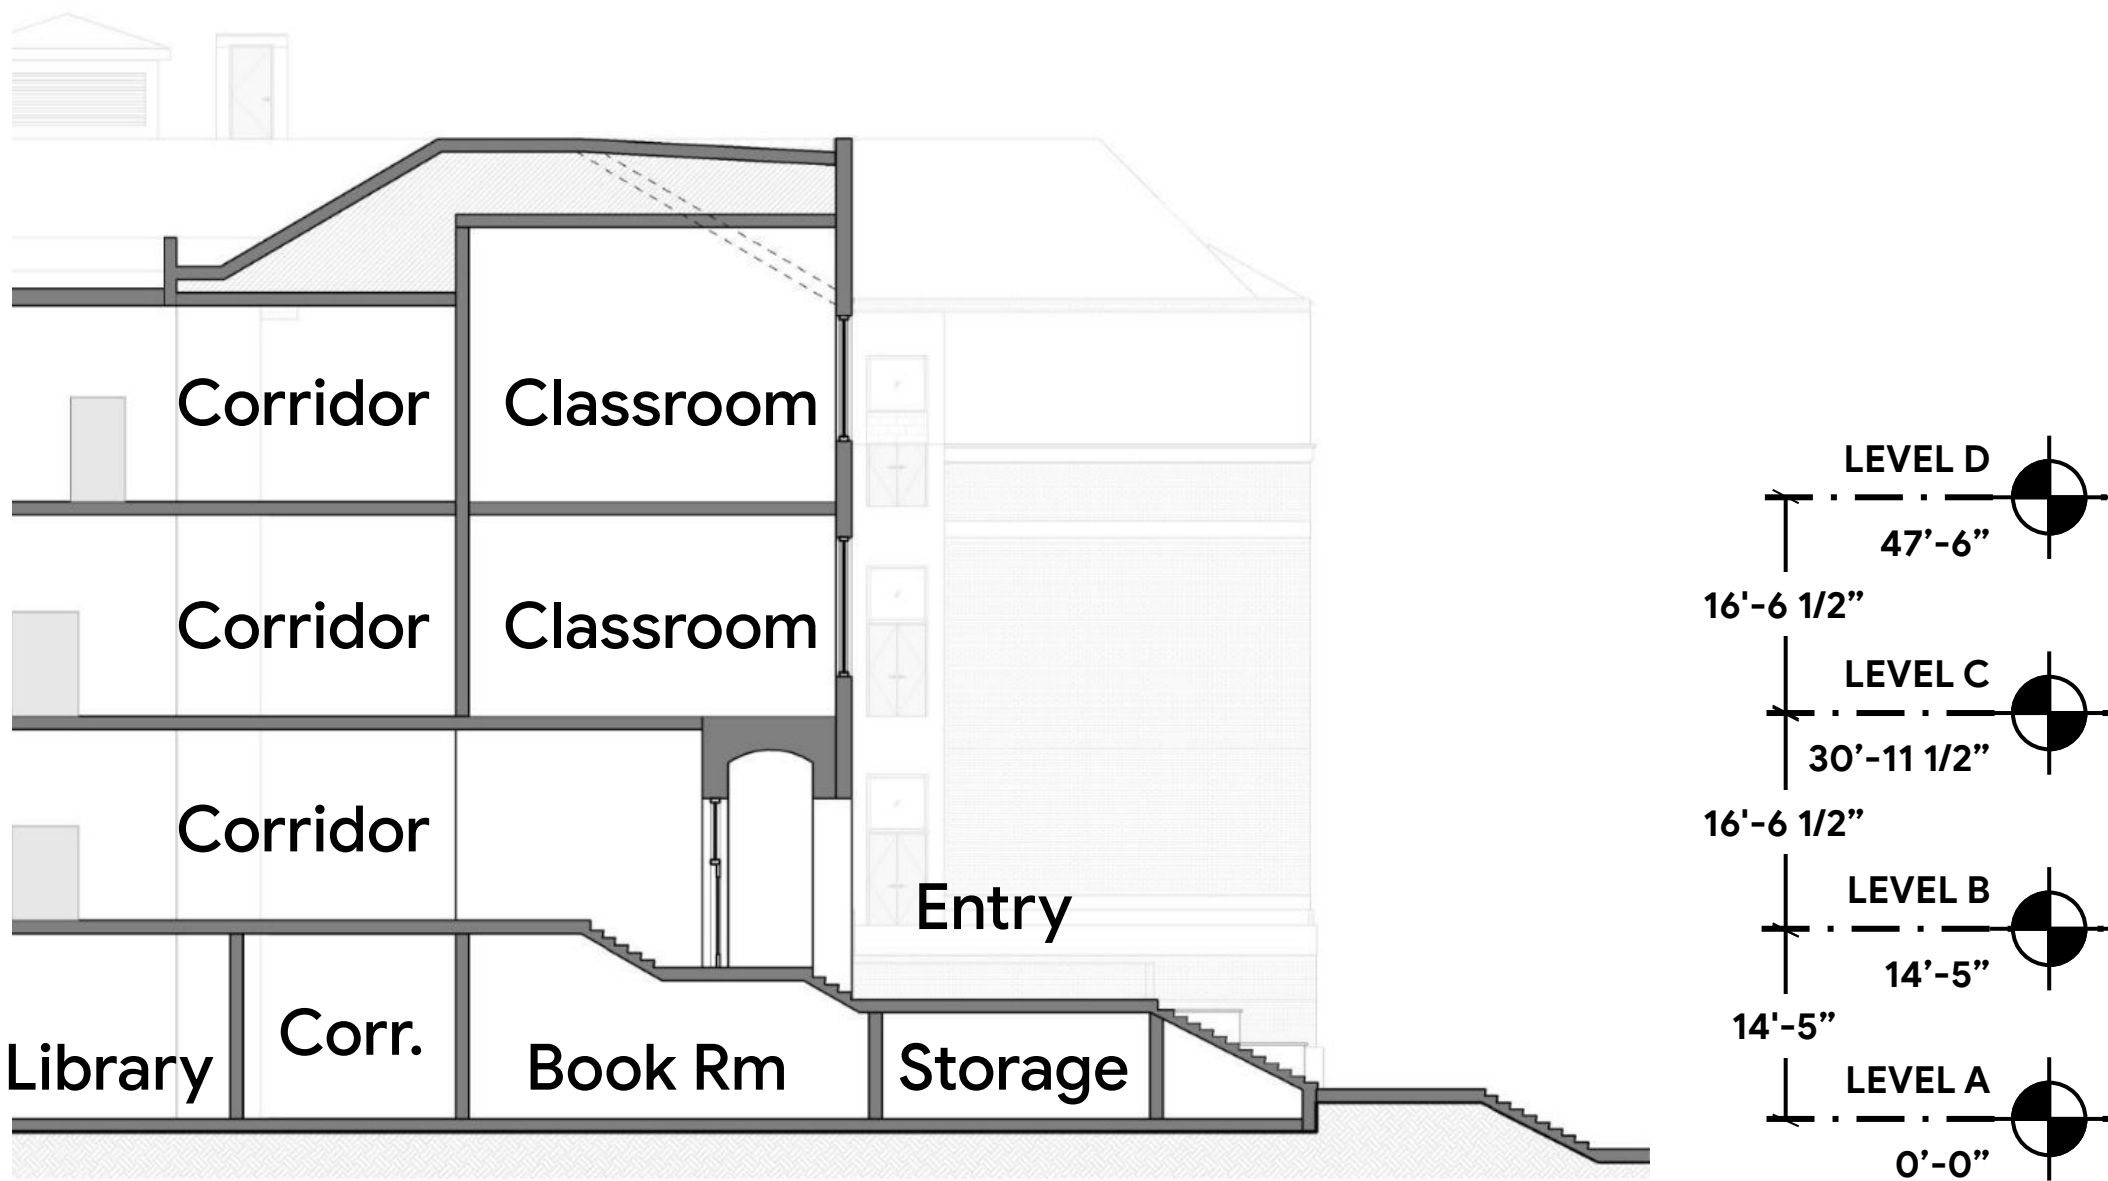 Corridor Classroom
LEVEL D
47’-6”
16'-6 1/2”
Corridor Classroom
LEVEL C
30’-11 1/2”
16'-6 1/2”
Corridor
Entry
LEVEL B
14’-5”
14'-5”
Library Corr. Book Rm Storage
LEVEL A
0’-0”